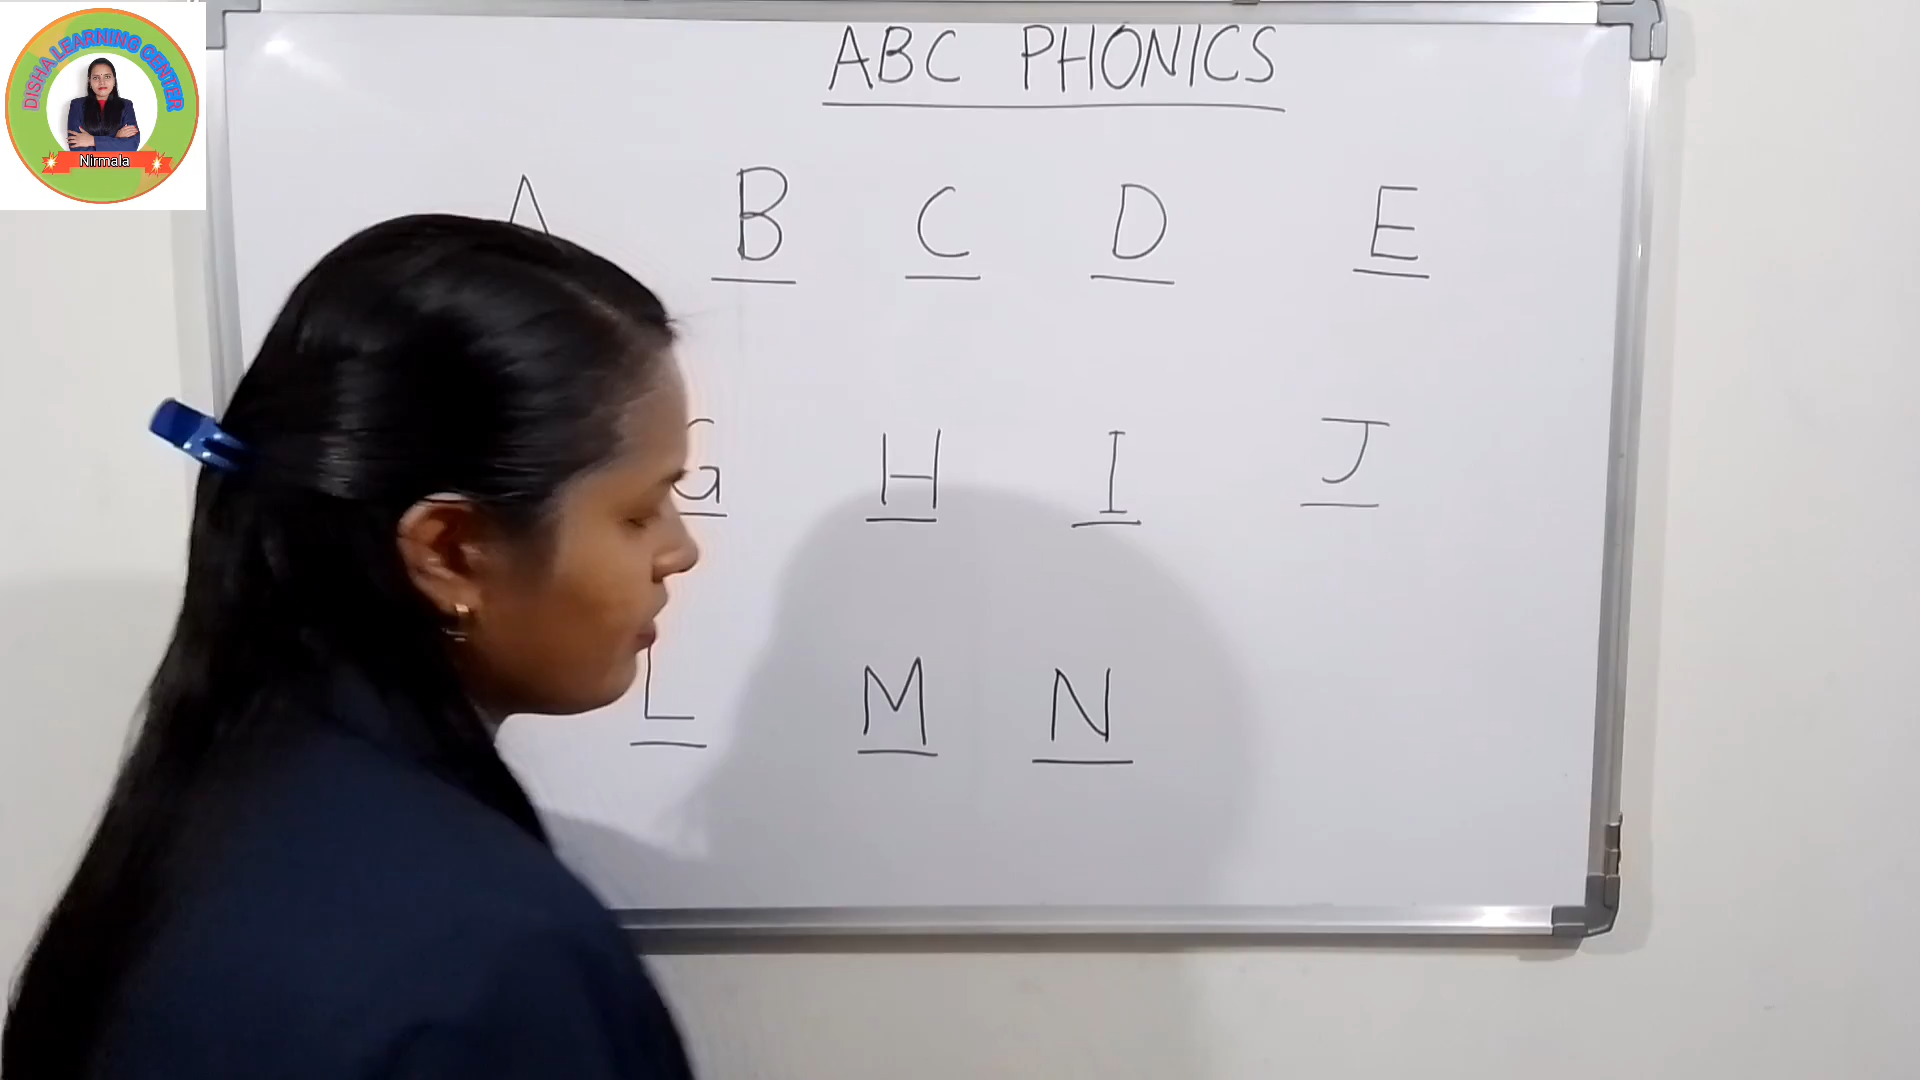 DISHA LEARNING CENTER
Nirmala
ABC PHONICS
A B C D E
G H I J
L M N